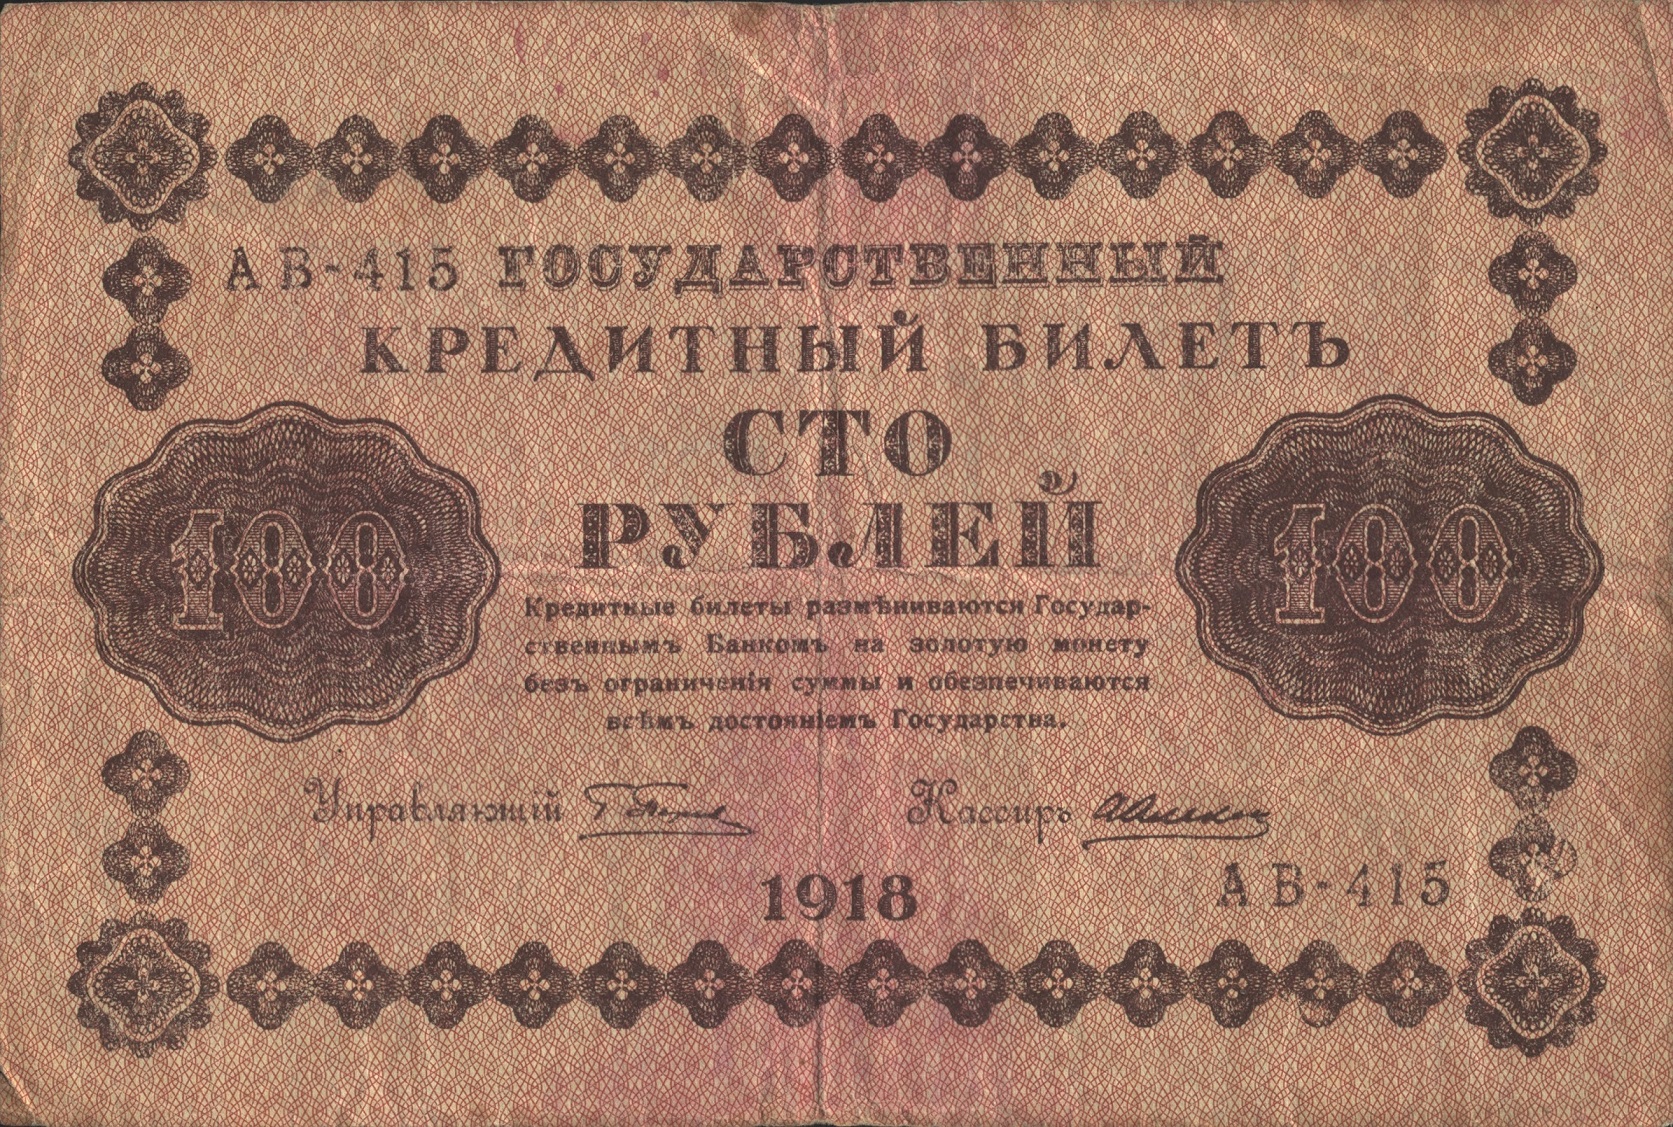 АВ-415 ГОСУДАРСТВЕННЫЙ
КРЕДИТНЫЙ БИЛЕТЪ
СТО
РУБЛЕЙ
100
100
Кредитные билеты размѣниваются Государ-
ственнымъ Банкомъ на золотую монету
безъ ограниченія суммы и обезпечиваются
всѣмъ достояніемъ Государства.
Управляющій
Кассиръ
1918
АВ-415